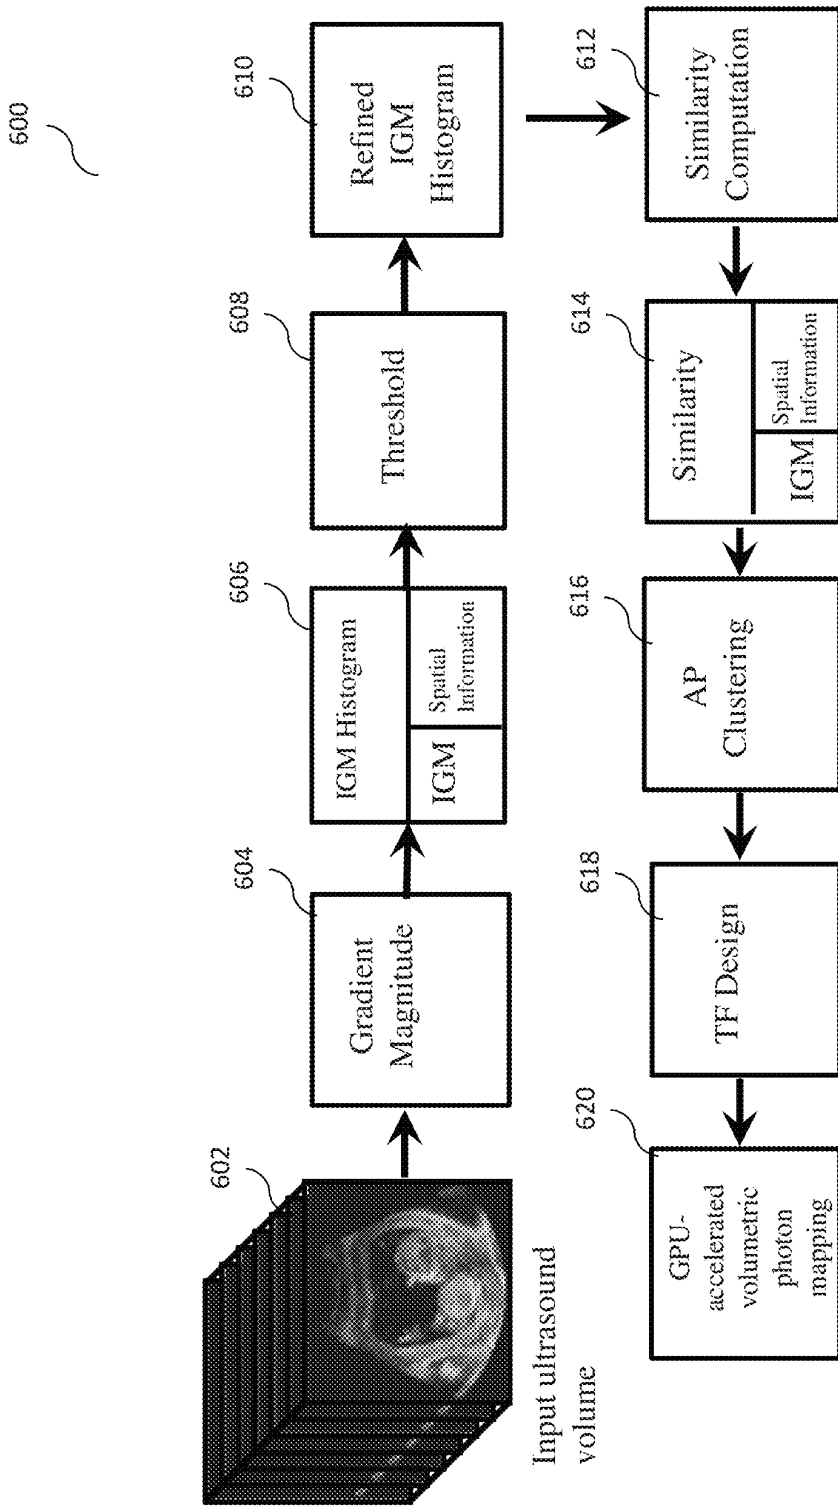 600
602
Input ultrasound
volume
604
Gradient
Magnitude
606
IGM Histogram
IGM
Spatial
Information
608
Threshold
610
Refined
IGM
Histogram
612
Similarity
Computation
614
Similarity
IGM
Spatial
Information
616
AP
Clustering
618
TF Design
620
GPU-
accelerated
volumetric
photon
mapping